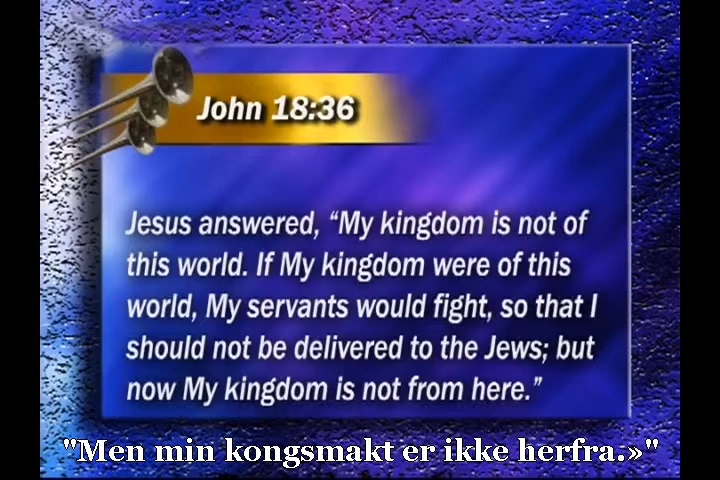 John 18:36
Jesus answered, “My kingdom is not of
this world. If My kingdom were of this
world, My servants would fight, so that I
should not be delivered to the Jews; but
now My kingdom is not from here.”
"Men min kongsmakt er ikke herfra.»"